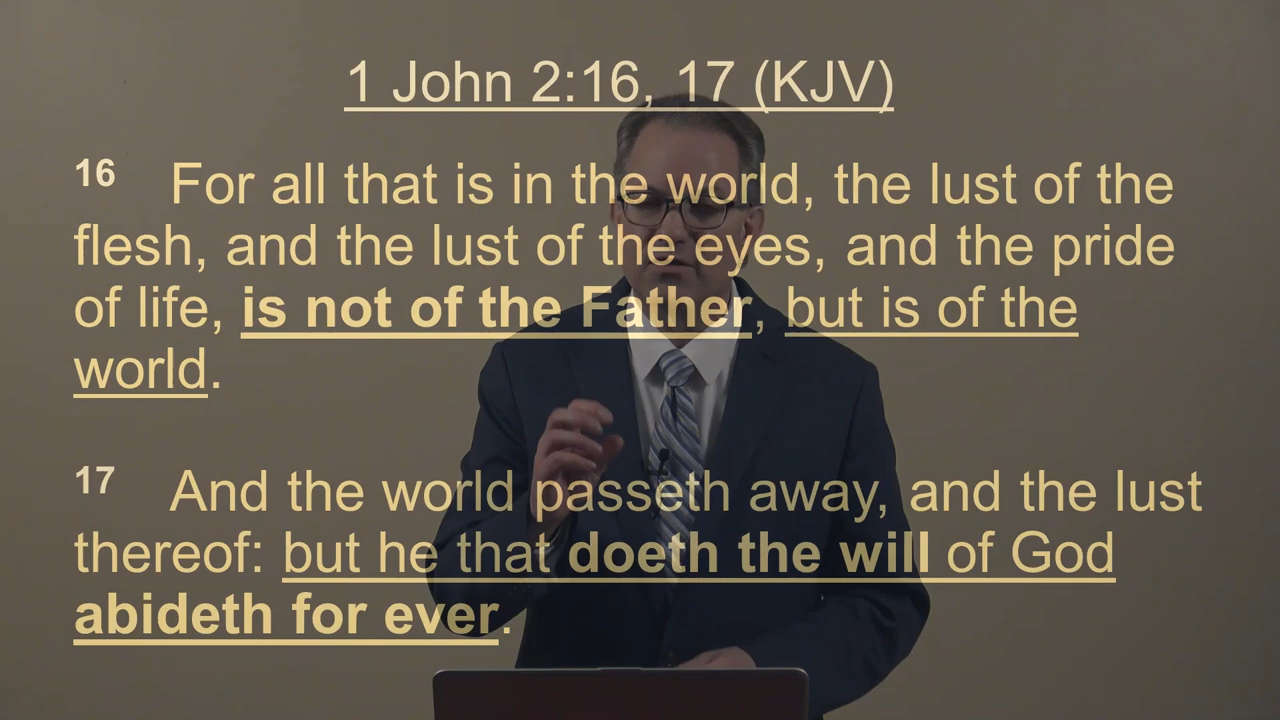 1 John 2:16, 17 (KJV)
16 For all that is in the world, the lust of the
flesh, and the lust of the eyes, and the pride
of life, is not of the Father, but is of the
world.
17 And the world passeth away, and the lust
thereof: but he that doeth the will of God
abideth for ever.